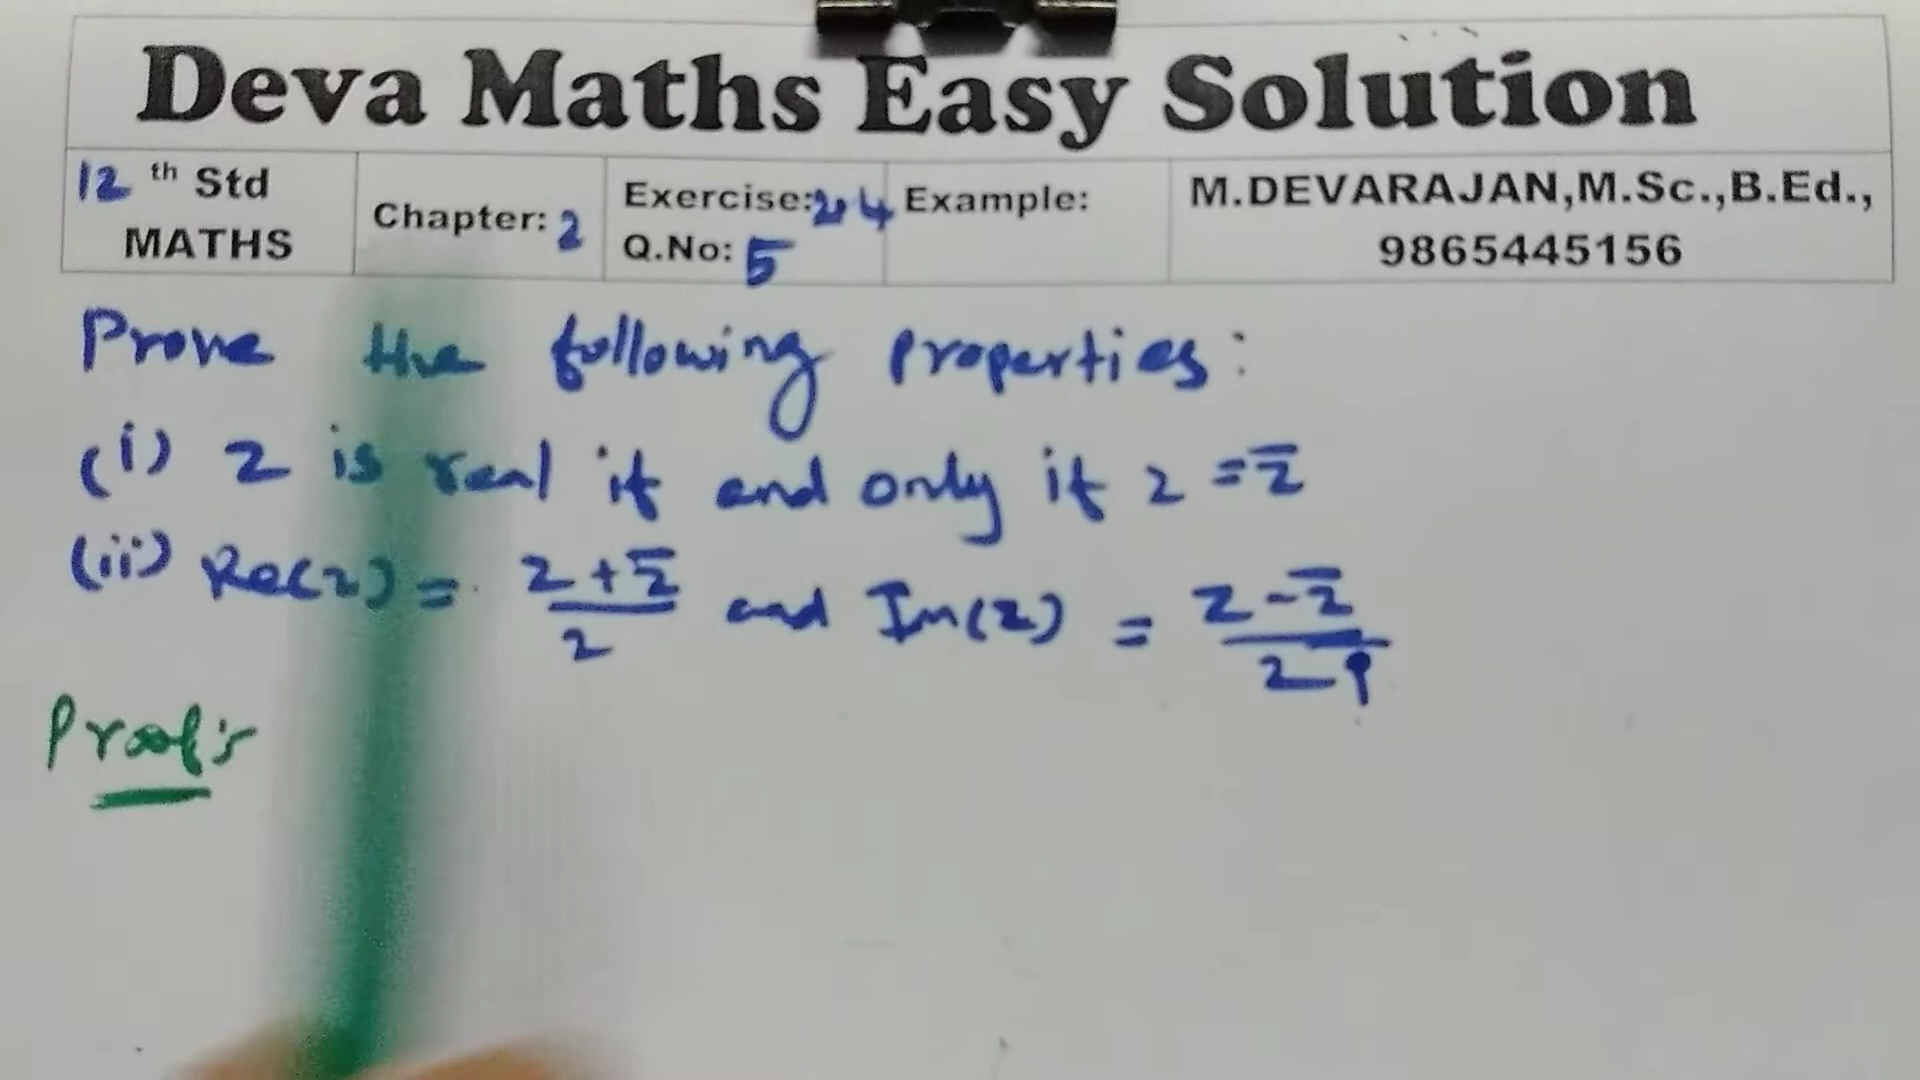 Deva Maths Easy Solution
12 th Std MATHS
Chapter: 2
Exercise: 2.4
Q.No: 5
Example:
M.DEVARAJAN,M.Sc.,B.Ed.,
9865445156
Prove the following properties:
(i) z is real if and only if z = z̅
(ii) Re(z) = (z + z̅)/2 and Im(z) = (z - z̅)/2i
Proof: